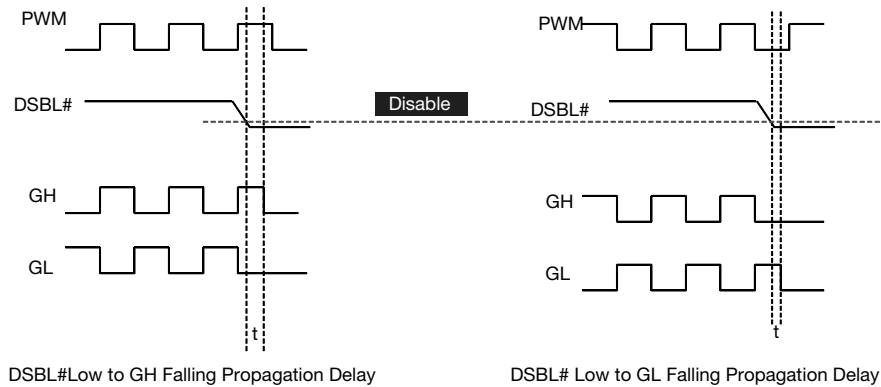 PWM
DSBL#
GH
GL
t
DSBL#Low to GH Falling Propagation Delay
Disable
PWM
DSBL#
GH
GL
t
DSBL# Low to GL Falling Propagation Delay